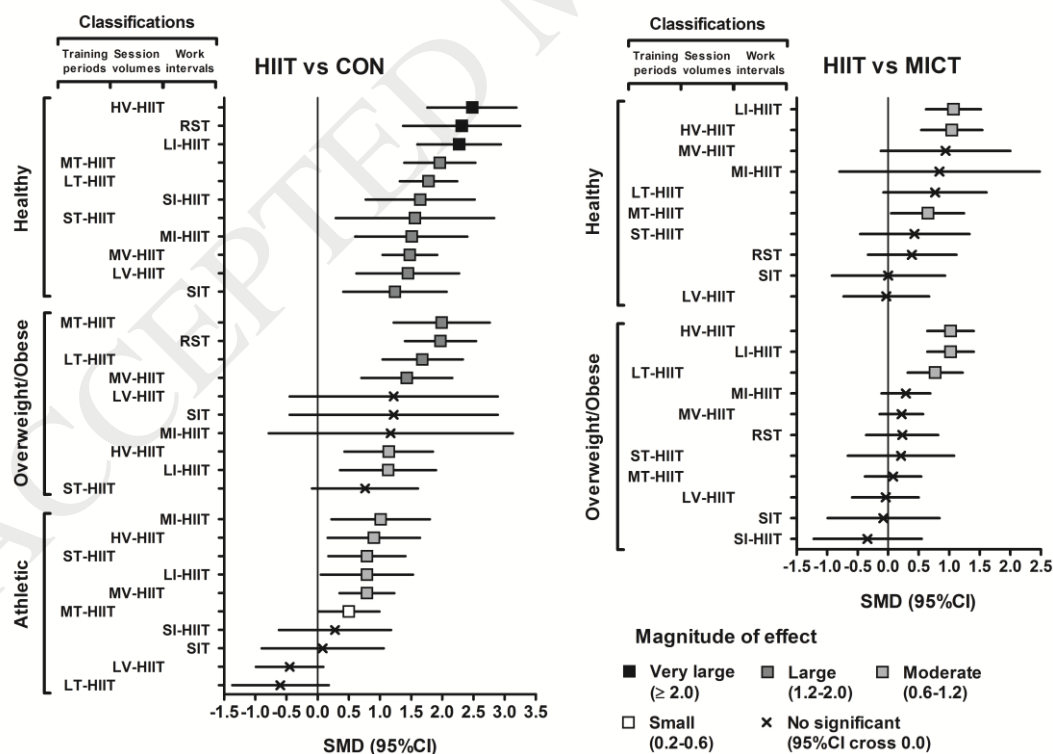 ACCEPTED M
Classifications
Training periods Session volumes Work intervals
HIIT vs CON
Healthy
HV-HIIT
RST
LI-HIIT
MT-HIIT
LT-HIIT
SI-HIIT
ST-HIIT
MI-HIIT
MV-HIIT
LV-HIIT
SIT
Overweight/Obese
MT-HIIT
RST
LT-HIIT
MV-HIIT
LV-HIIT
SIT
MI-HIIT
HV-HIIT
LI-HIIT
ST-HIIT
Athletic
MI-HIIT
HV-HIIT
ST-HIIT
LI-HIIT
MV-HIIT
MT-HIIT
SI-HIIT
SIT
LV-HIIT
LT-HIIT
-1.5 -1.0 -0.5 0.0 0.5 1.0 1.5 2.0 2.5 3.0 3.5
SMD (95%CI)
Classifications
Training periods Session volumes Work intervals
HIIT vs MICT
Healthy
LI-HIIT
HV-HIIT
MV-HIIT
MI-HIIT
LT-HIIT
MT-HIIT
ST-HIIT
RST
SIT
LV-HIIT
Overweight/Obese
HV-HIIT
LI-HIIT
LT-HIIT
MI-HIIT
MV-HIIT
RST
ST-HIIT
MT-HIIT
LV-HIIT
SIT
SI-HIIT
-1.5 -1.0 -0.5 0.0 0.5 1.0 1.5 2.0 2.5
SMD (95%CI)
Magnitude of effect
Very large
(≥ 2.0)
Large
(1.2-2.0)
Moderate
(0.6-1.2)
Small
(0.2-0.6)
No significant
(95%CI cross 0.0)